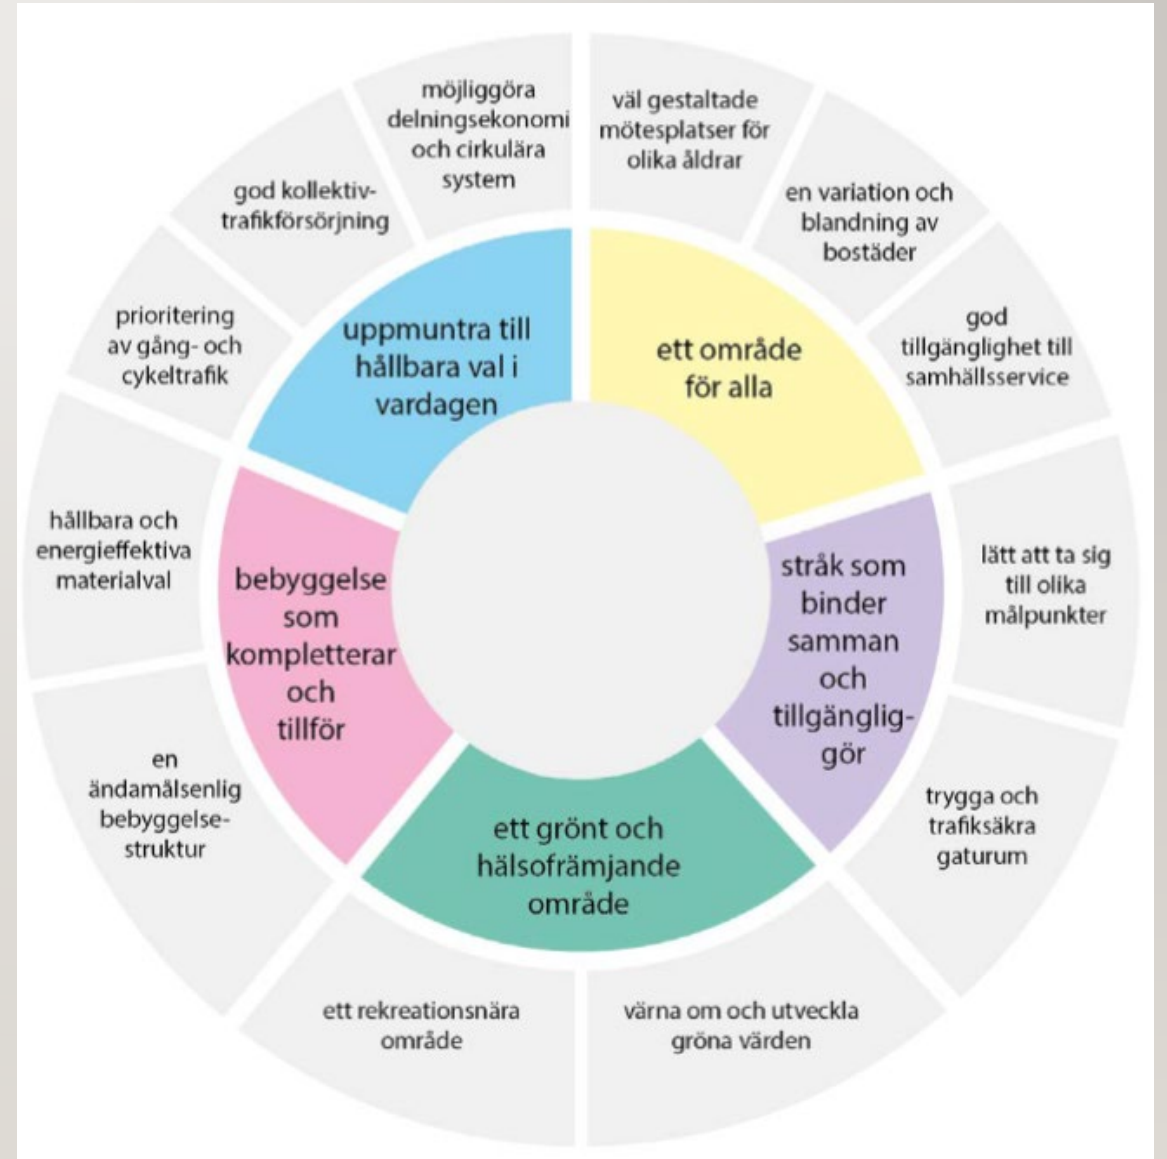 möjliggöra
delningsekonomi
och cirkulära
system
väl gestaltade
mötesplatser för
olika åldrar
god kollektiv-
trafikförsörjning
en variation och
blandning av
bostäder
prioritering
av gång- och
cykeltrafik
god
tillgänglighet till
samhällsservice
uppmuntra till
hållbara val i
vardagen
ett område
för alla
hållbara och
energieffektiva
materialval
bebyggelse
som
kompletterar
och
tillför
stråk som
binder
samman
och
tillgänglig-
gör
lätt att ta sig
till olika
målpunkter
en
ändamålsenlig
bebyggelse-
struktur
ett grönt och
hälsofrämjande
område
trygga och
trafiksäkra
gaturum
ett rekreationsnära
område
värna om och utveckla
gröna värden